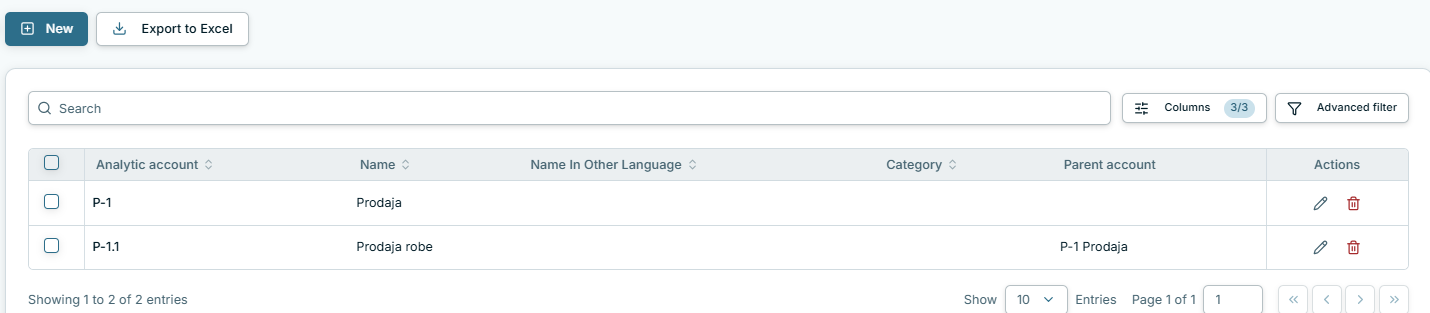 New Export to Excel
Search Columns 3/3 Advanced filter
Analytic account Name Name In Other Language Category Parent account Actions
P-1 Prodaja
P-1.1 Prodaja robe P-1 Prodaja
Showing 1 to 2 of 2 entries Show 10 Entries Page 1 of 1 1